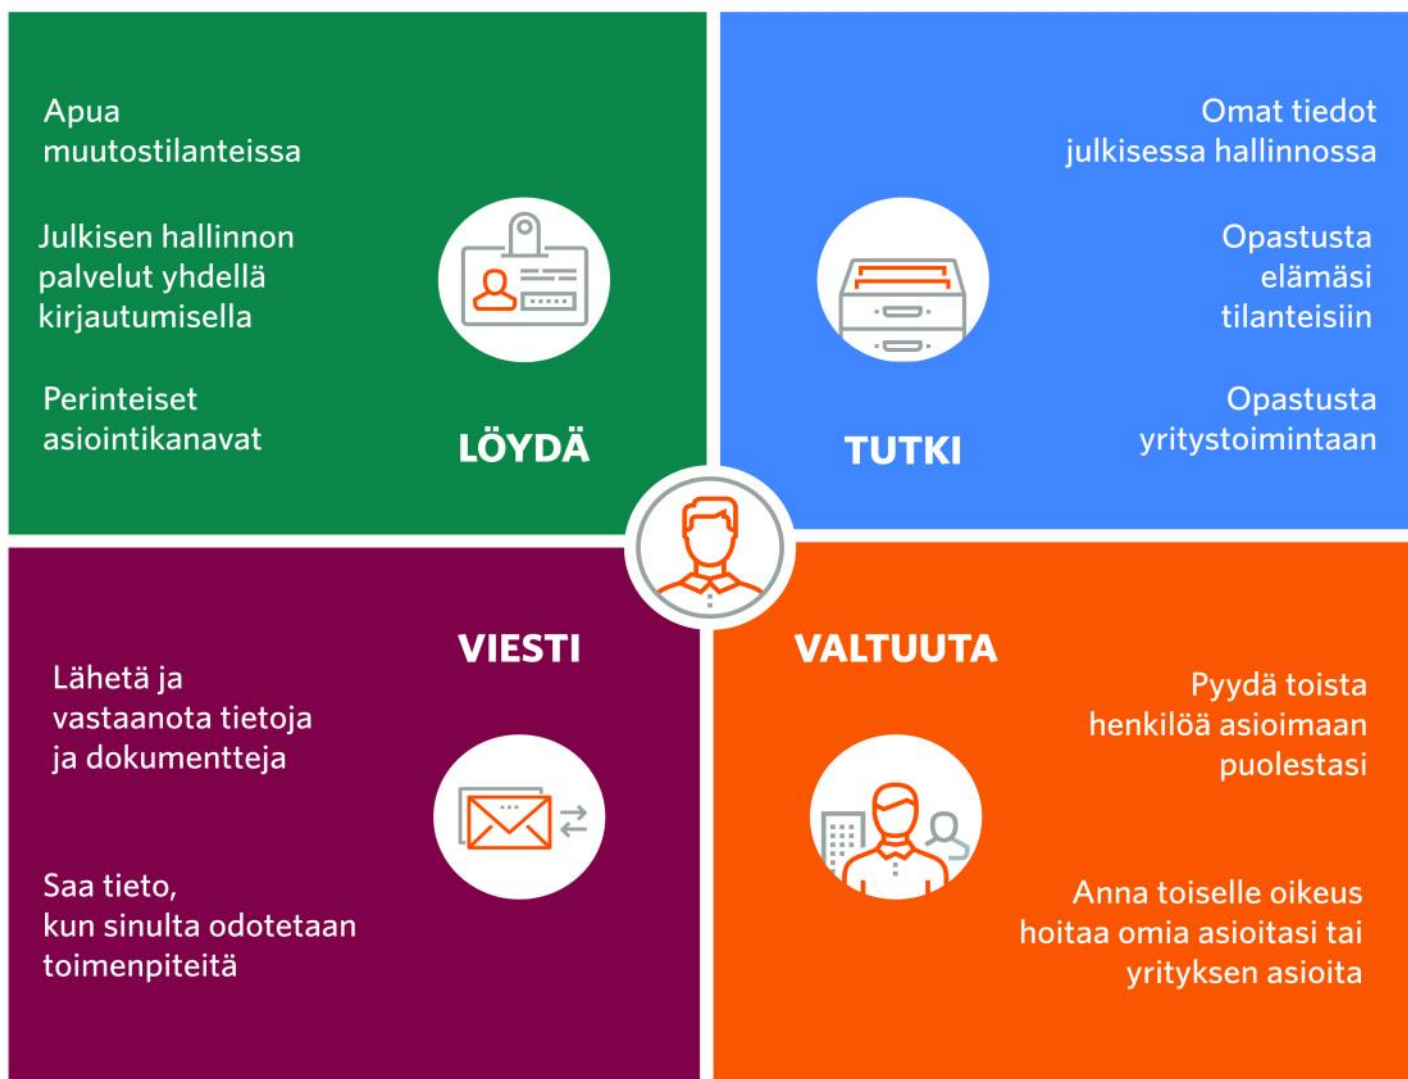 Apua
muutostilanteissa
Julkisen hallinnon
palvelut yhdellä
kirjautumisella
Perinteiset
asiointikanavat
LÖYDÄ
Omat tiedot
julkisessa hallinnossa
Opastusta
elämäsi
tilanteisiin
Opastusta
yritystoimintaan
TUTKI
VIESTI
Lähetä ja
vastaanota tietoja
ja dokumentteja
Saa tieto,
kun sinulta odotetaan
toimenpiteitä
VALTUUTA
Pyydä toista
henkilöä asioimaan
puolestasi
Anna toiselle oikeus
hoitaa omia asioitasi tai
yrityksen asioita